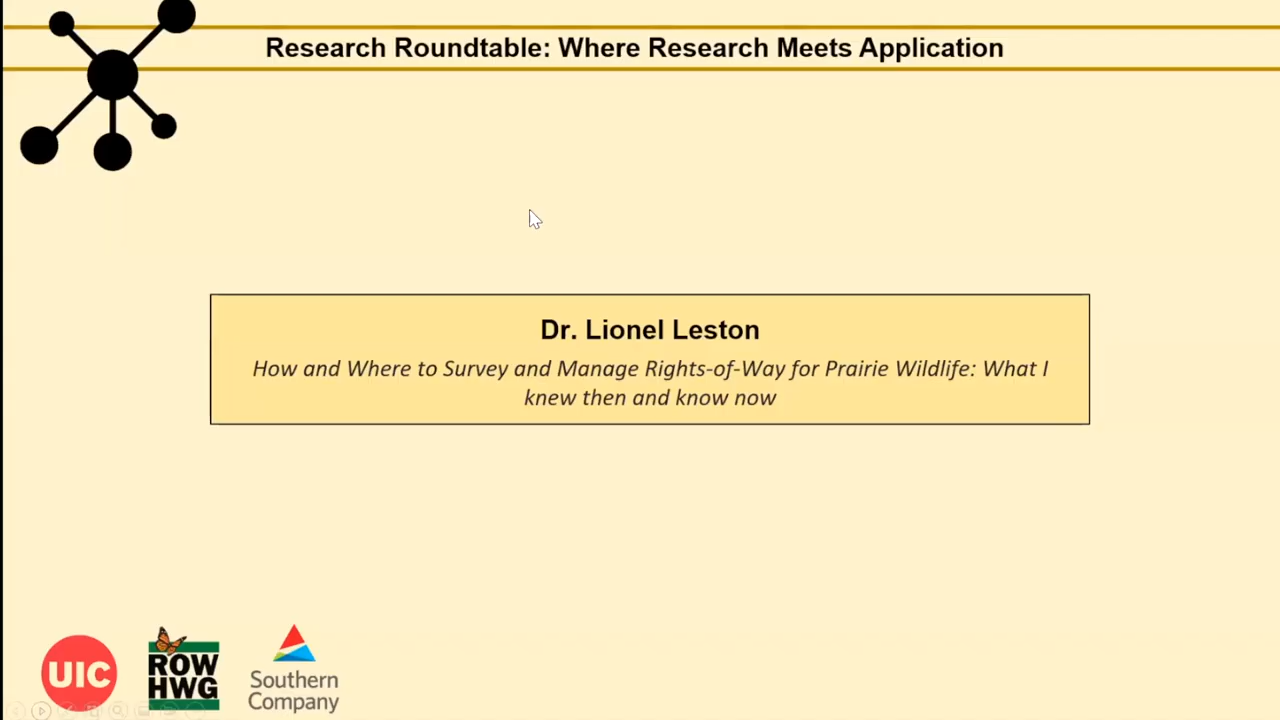 Research Roundtable: Where Research Meets Application
Dr. Lionel Leston
How and Where to Survey and Manage Rights-of-Way for Prairie Wildlife: What I
knew then and know now
UIC
ROW
HWG
Southern
Company